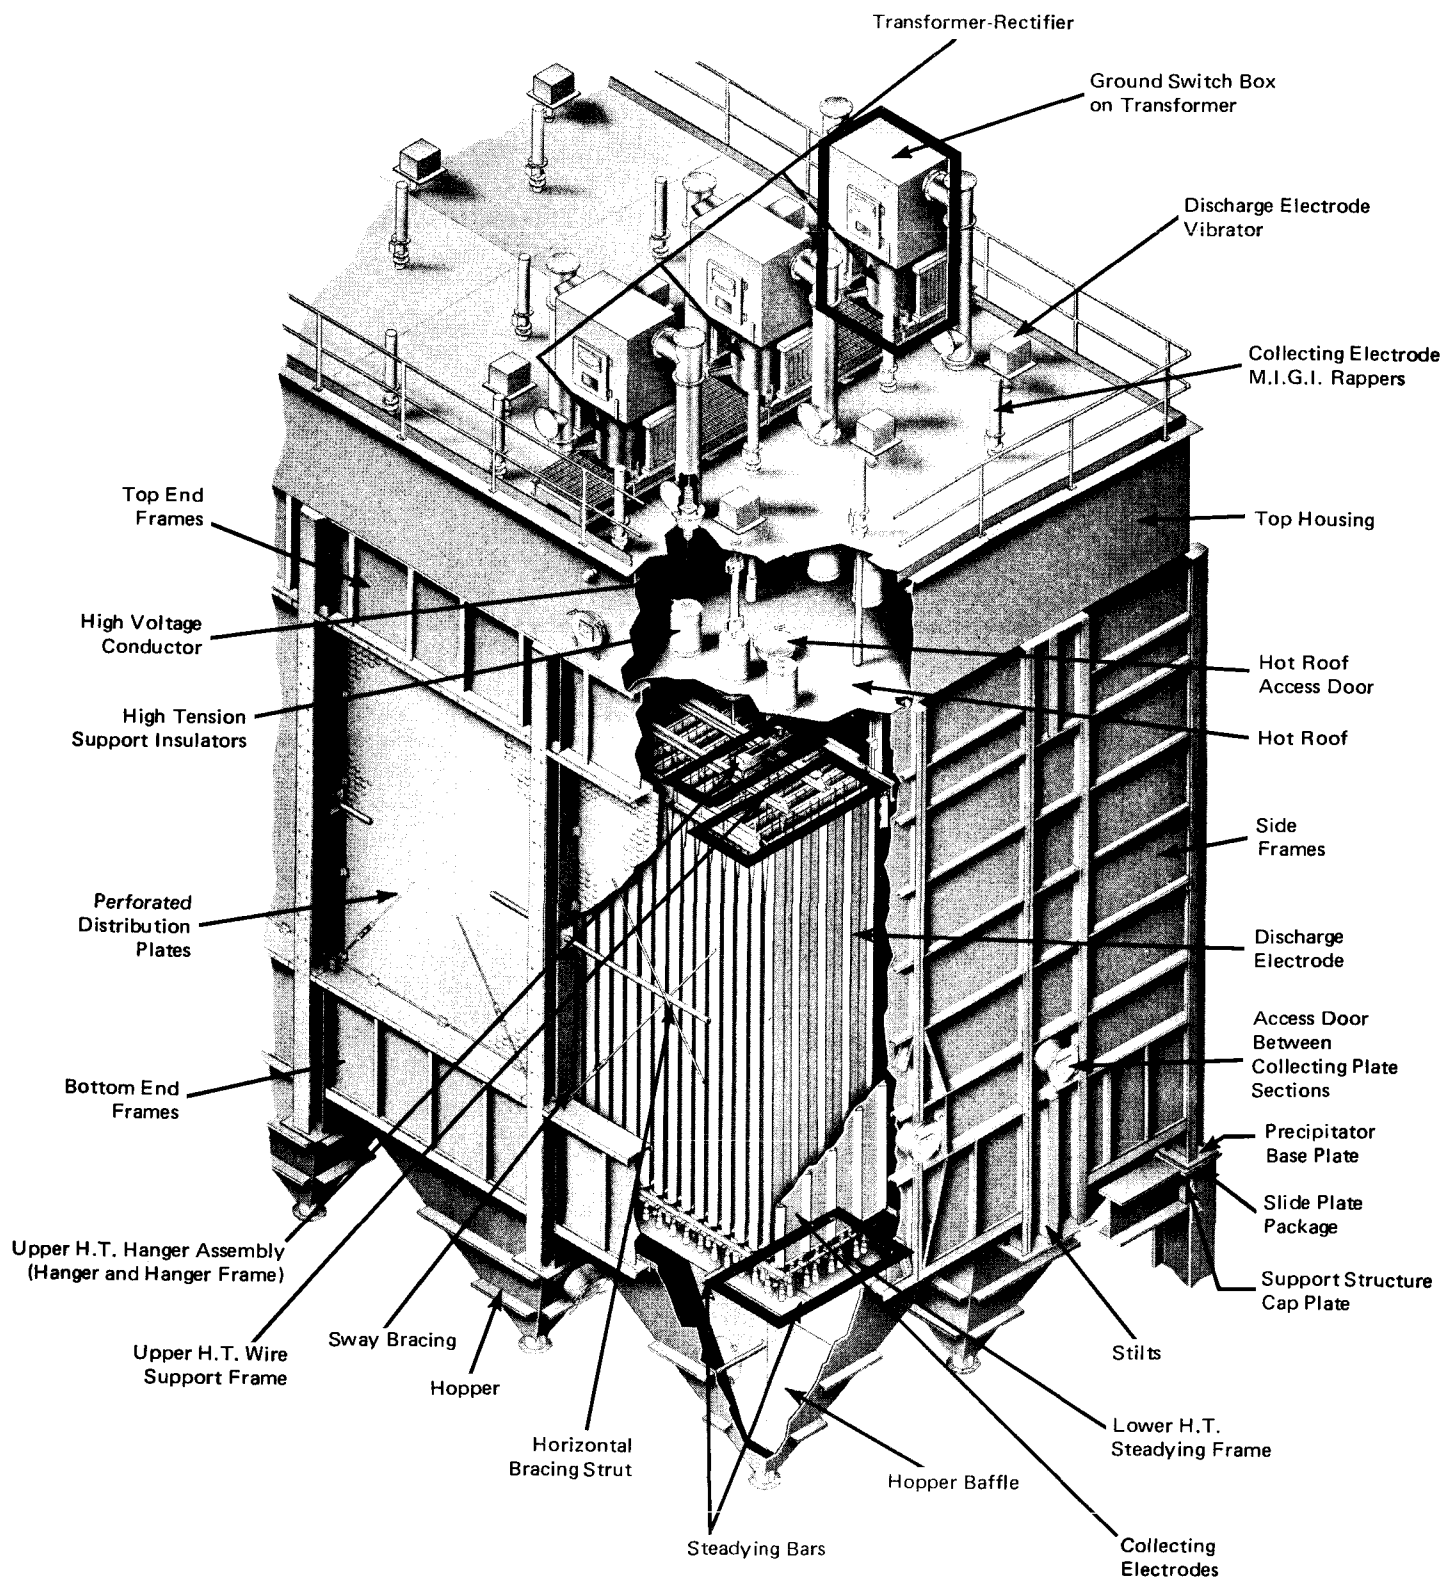 Transformer-Rectifier
Ground Switch Box
on Transformer
Discharge Electrode
Vibrator
Collecting Electrode
M.I.G.I. Rappers
Top End
Frames
Top Housing
High Voltage
Conductor
Hot Roof
Access Door
High Tension
Support Insulators
Hot Roof
Side
Frames
Perforated
Distribution
Plates
Discharge
Electrode
Access Door
Between
Collecting Plate
Sections
Bottom End
Frames
Precipitator
Base Plate
Slide Plate
Package
Upper H.T. Hanger Assembly
(Hanger and Hanger Frame)
Support Structure
Cap Plate
Sway Bracing
Upper H.T. Wire
Support Frame
Stilts
Hopper
Horizontal
Bracing Strut
Lower H.T.
Steadying Frame
Hopper Baffle
Steadying Bars
Collecting
Electrodes